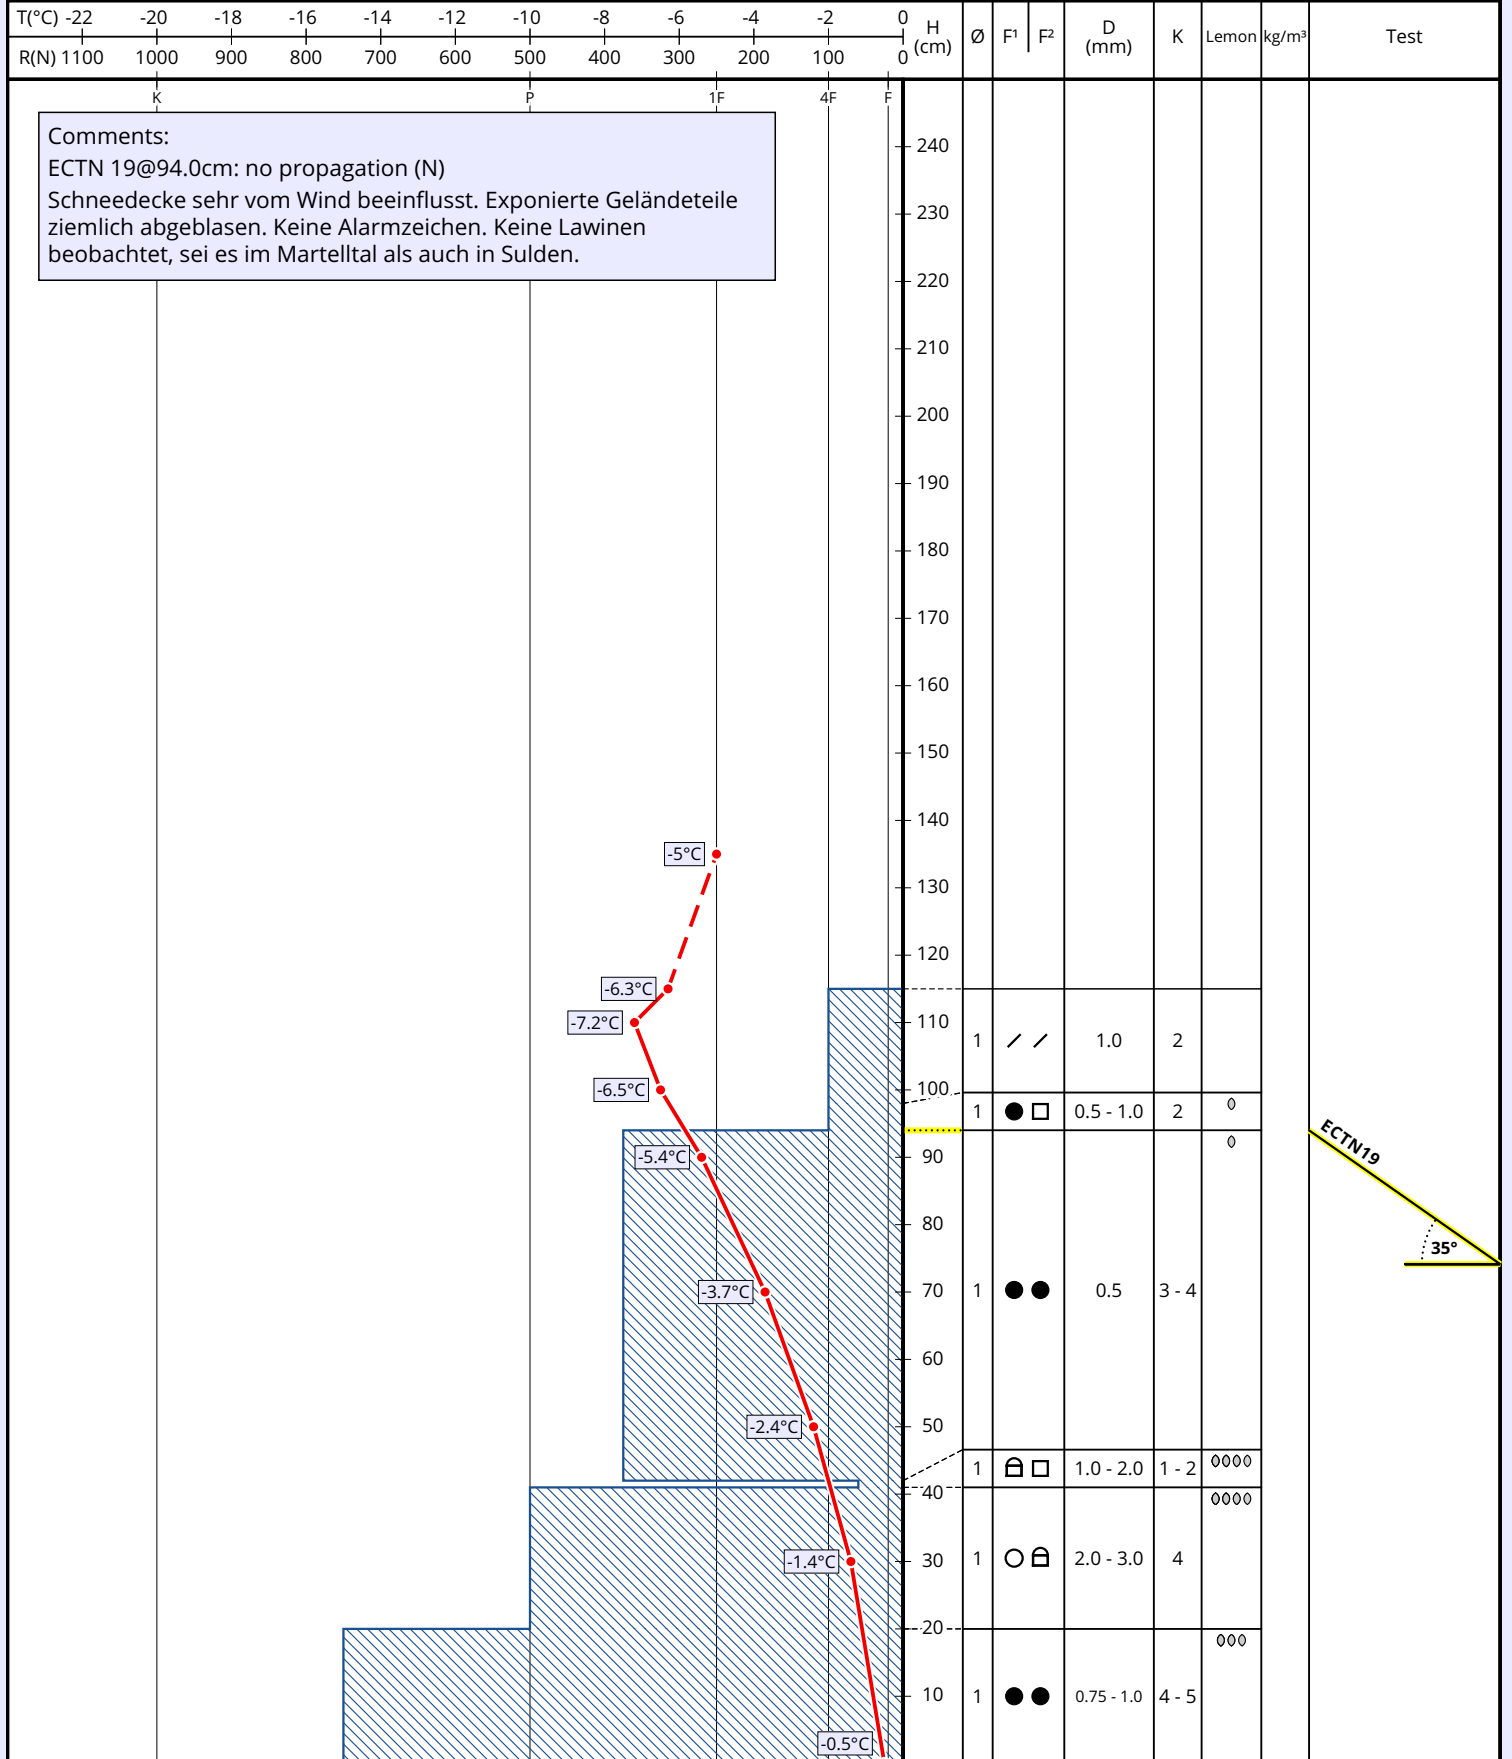 T(°C) -22 -20 -18 -16 -14 -12 -10 -8 -6 -4 -2 0
R(N) 1100 1000 900 800 700 600 500 400 300 200 100 0
H (cm) Ø F¹ F² D (mm) K Lemon kg/m³ Test
K P 1F 4F F
Comments:
ECTN 19@94.0cm: no propagation (N)
Schneedecke sehr vom Wind beeinflusst. Exponierte Geländeteile
ziemlich abgeblasen. Keine Alarmzeichen. Keine Lawinen
beobachtet, sei es im Martelltal als auch in Sulden.
240
230
220
210
200
190
180
170
160
150
140
-5°C
130
120
-6.3°C
-7.2°C 110
1 1.0 2
-6.5°C 100
1 0.5 - 1.0 2
ECTN19
-5.4°C 90
80
35°
-3.7°C 70 1 0.5 3 - 4
60
-2.4°C 50
1 1.0 - 2.0 1 - 2
40
-1.4°C 30 1 2.0 - 3.0 4
20
10 1 0.75 - 1.0 4 - 5
-0.5°C